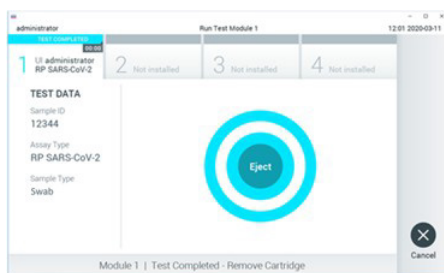 administrator Run Test Module 1 12:01 2020-03-11
TEST COMPLETED
00:00
1 UI administrator
RP SARS-CoV-2
2 Not installed
3 Not installed
4 Not installed
TEST DATA
Sample ID
12344
Assay Type
RP SARS-CoV-2
Sample Type
Swab
Eject
Cancel
Module 1 | Test Completed - Remove Cartridge